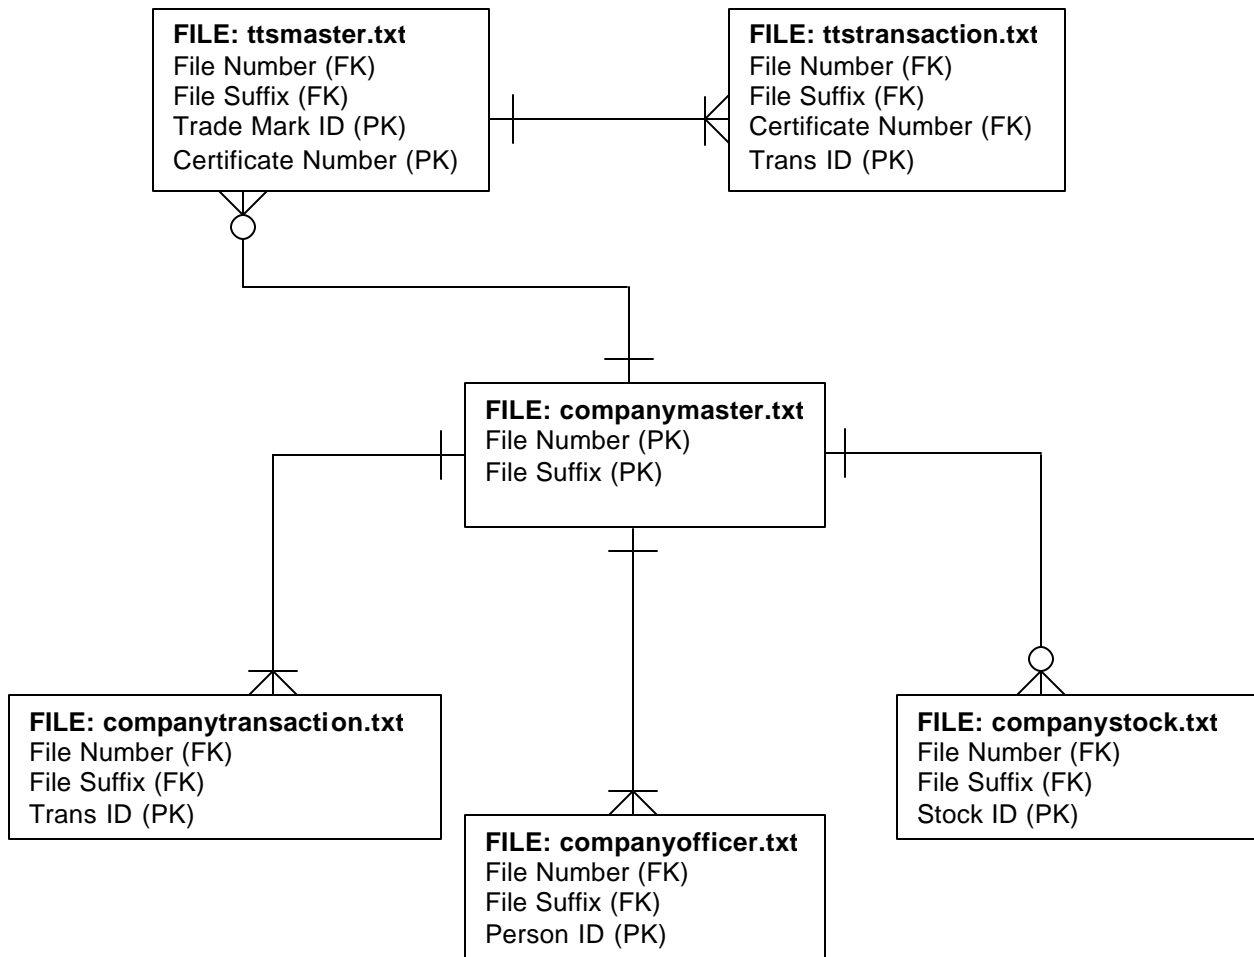 FILE: ttsmaster.txt
File Number (FK)
File Suffix (FK)
Trade Mark ID (PK)
Certificate Number (PK)
FILE: ttstransaction.txt
File Number (FK)
File Suffix (FK)
Certificate Number (FK)
Trans ID (PK)
FILE: companymaster.txt
File Number (PK)
File Suffix (PK)
FILE: companytransaction.txt
File Number (FK)
File Suffix (FK)
Trans ID (PK)
FILE: companyofficer.txt
File Number (FK)
File Suffix (FK)
Person ID (PK)
FILE: companystock.txt
File Number (FK)
File Suffix (FK)
Stock ID (PK)